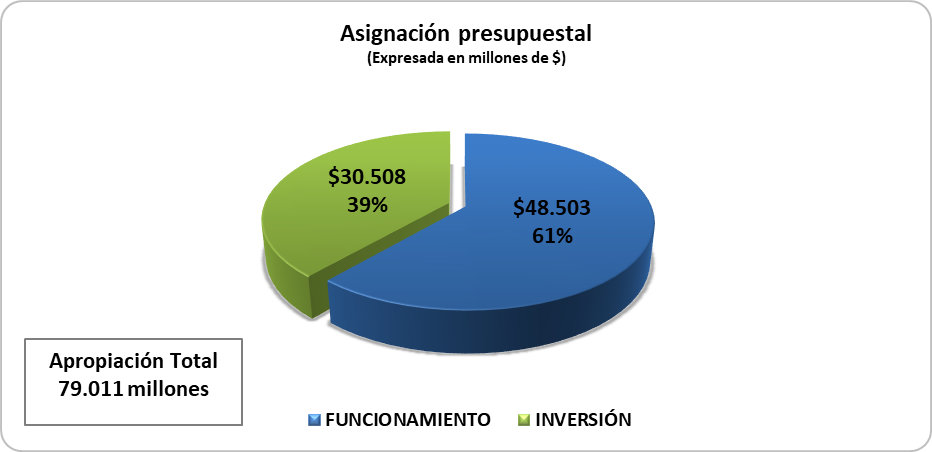 Asignación presupuestal
(Expresada en millones de $)
$30.508
39%
$48.503
61%
Apropiación Total
79.011 millones
FUNCIONAMIENTO
INVERSIÓN